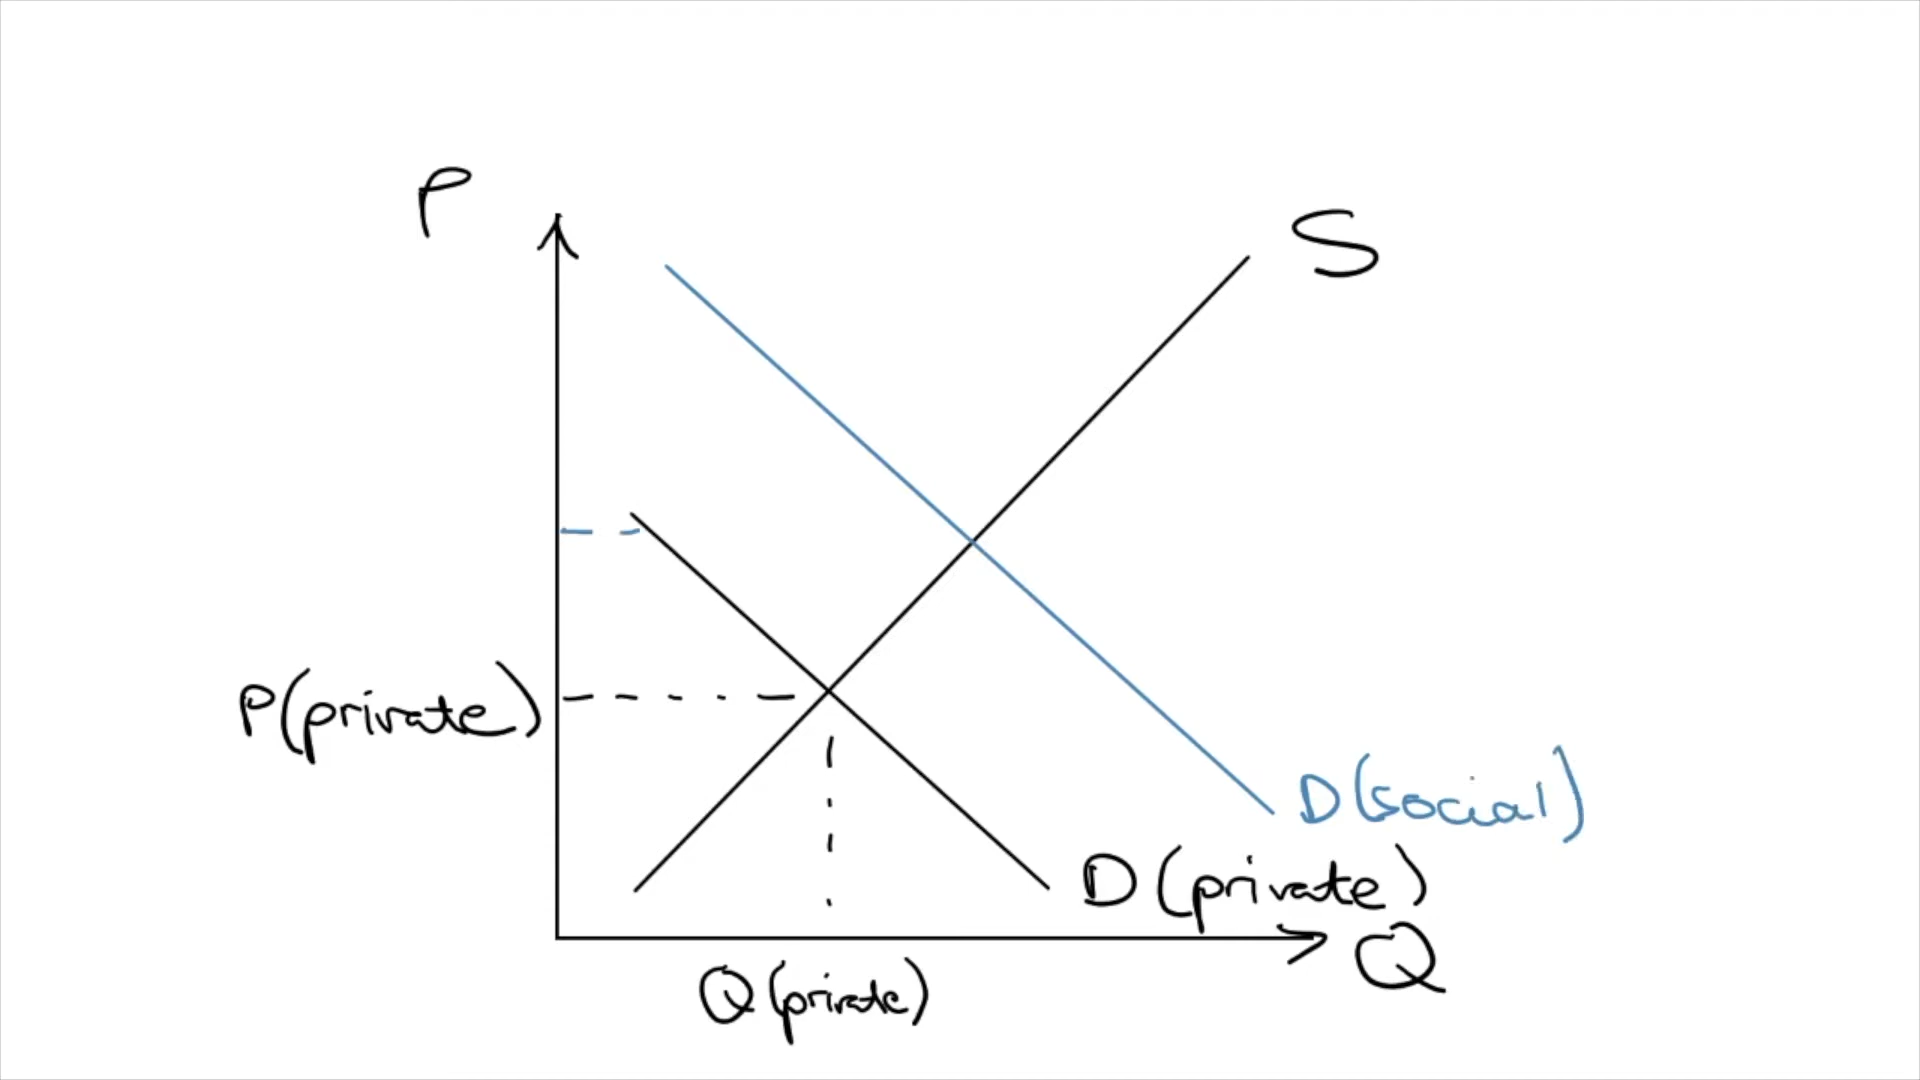 P
S
P(private)
D(social)
D(private)
Q
Q(private)